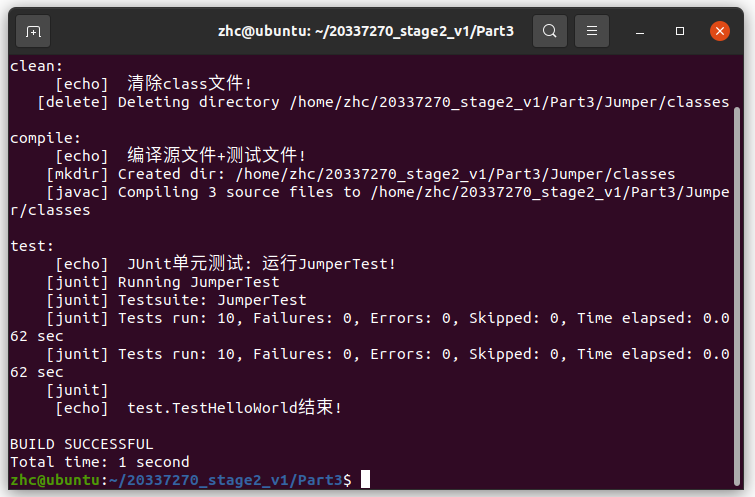 zhc@ubuntu: ~/20337270_stage2_v1/Part3
clean:
     [echo]  清除class文件!
   [delete] Deleting directory /home/zhc/20337270_stage2_v1/Part3/Jumper/classes
compile:
     [echo]  编译源文件+测试文件!
    [mkdir] Created dir: /home/zhc/20337270_stage2_v1/Part3/Jumper/classes
    [javac] Compiling 3 source files to /home/zhc/20337270_stage2_v1/Part3/Jumpe
r/classes
test:
     [echo]  JUnit单元测试: 运行JumperTest!
    [junit] Running JumperTest
    [junit] Testsuite: JumperTest
    [junit] Tests run: 10, Failures: 0, Errors: 0, Skipped: 0, Time elapsed: 0.0
62 sec
    [junit] Tests run: 10, Failures: 0, Errors: 0, Skipped: 0, Time elapsed: 0.0
62 sec
    [junit]
     [echo]  test.TestHelloWorld结束!
BUILD SUCCESSFUL
Total time: 1 second
zhc@ubuntu:~/20337270_stage2_v1/Part3$